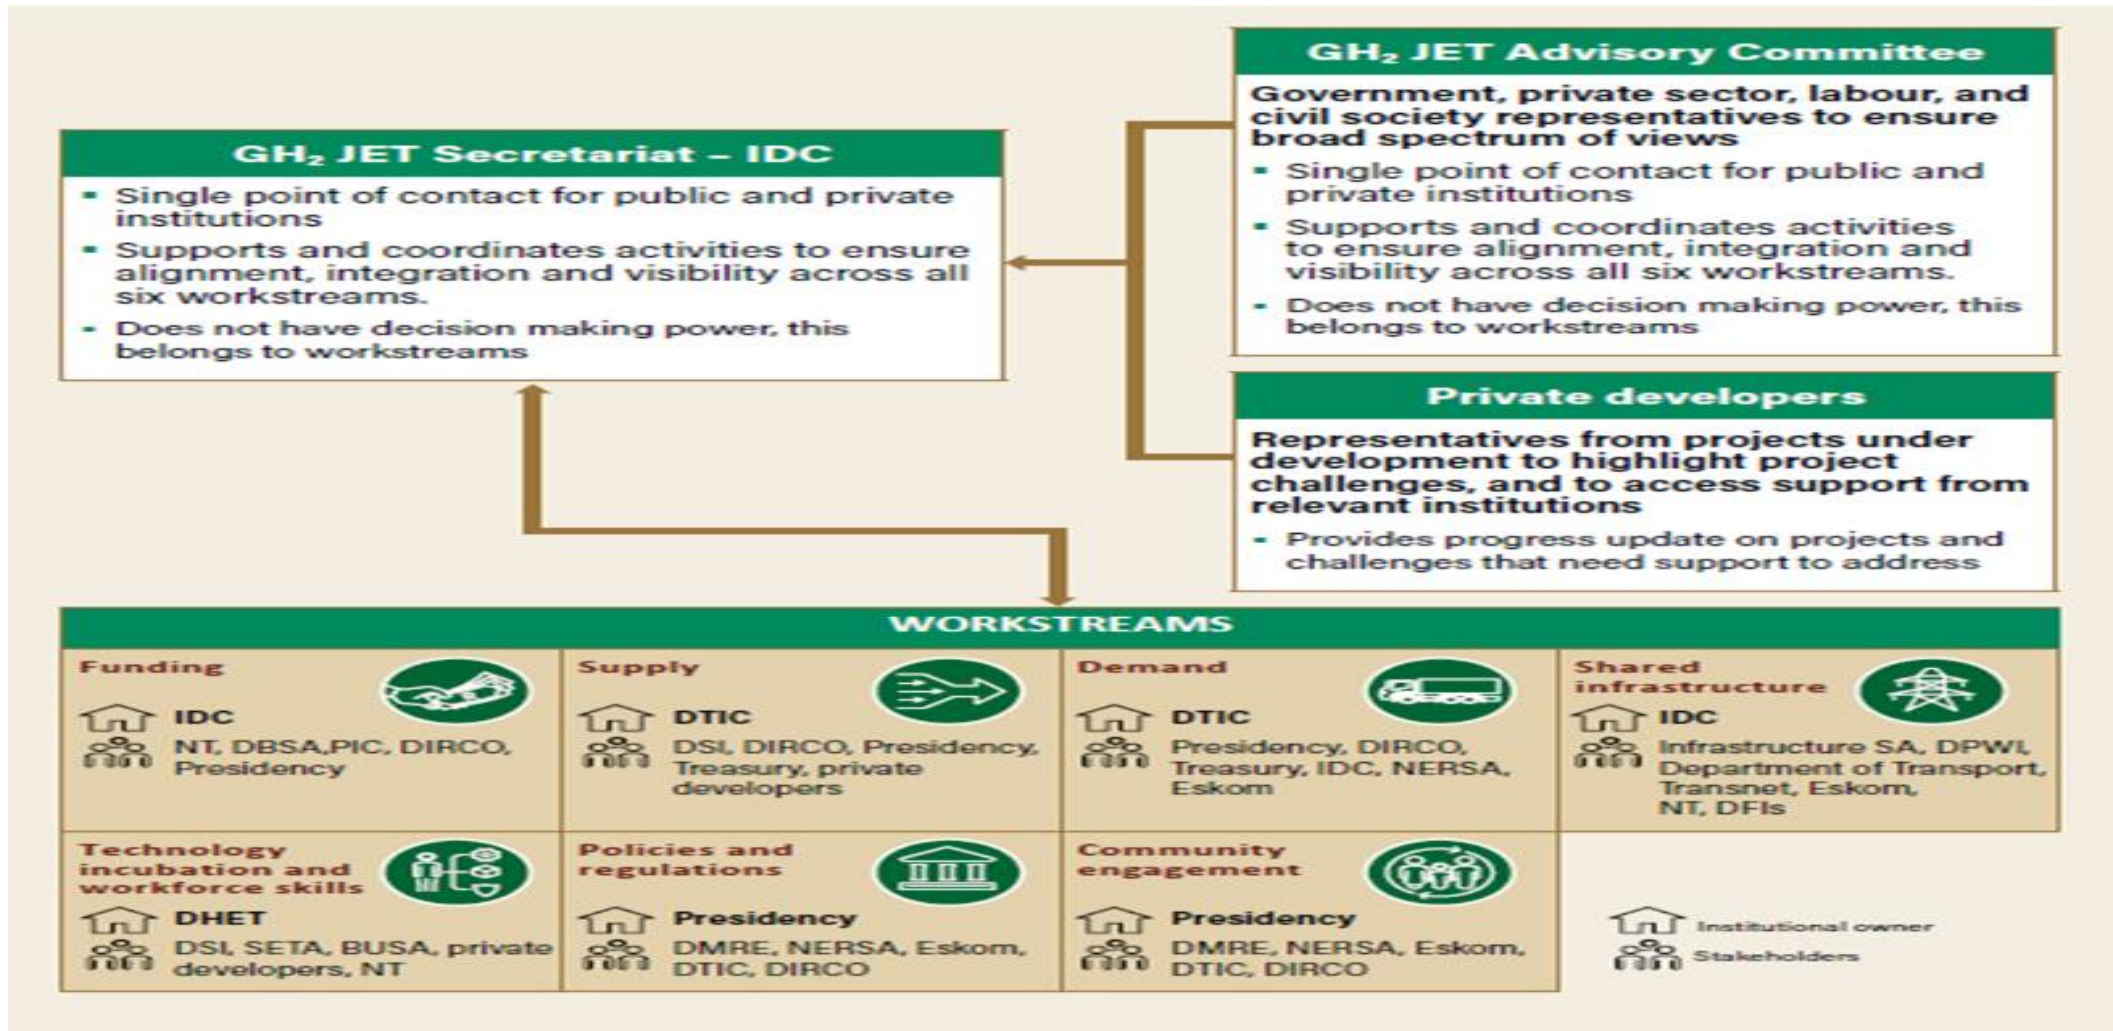 GH₂ JET Advisory Committee
Government, private sector, labour, and
civil society representatives to ensure
broad spectrum of views
▪ Single point of contact for public and
private institutions
▪ Supports and coordinates activities
to ensure alignment, integration and
visibility across all six workstreams.
▪ Does not have decision making power, this
belongs to workstreams
GH₂ JET Secretariat – IDC
▪ Single point of contact for public and private
institutions
▪ Supports and coordinates activities to ensure
alignment, integration and visibility across all
six workstreams.
▪ Does not have decision making power, this
belongs to workstreams
Private developers
Representatives from projects under
development to highlight project
challenges, and to access support from
relevant institutions
▪ Provides progress update on projects and
challenges that need support to address
WORKSTREAMS
Funding
IDC
NT, DBSA,PIC, DIRCO,
Presidency
Supply
DTIC
DSI, DIRCO, Presidency,
Treasury, private
developers
Demand
DTIC
Presidency, DIRCO,
Treasury, IDC, NERSA,
Eskom
Shared
infrastructure
IDC
Infrastructure SA, DPWI,
Department of Transport,
Transnet, Eskom,
NT, DFIs
Technology
incubation and
workforce skills
DHET
DSI, SETA, BUSA, private
developers, NT
Policies and
regulations
Presidency
DMRE, NERSA, Eskom,
DTIC, DIRCO
Community
engagement
Presidency
DMRE, NERSA, Eskom,
DTIC, DIRCO
Institutional owner
Stakeholders